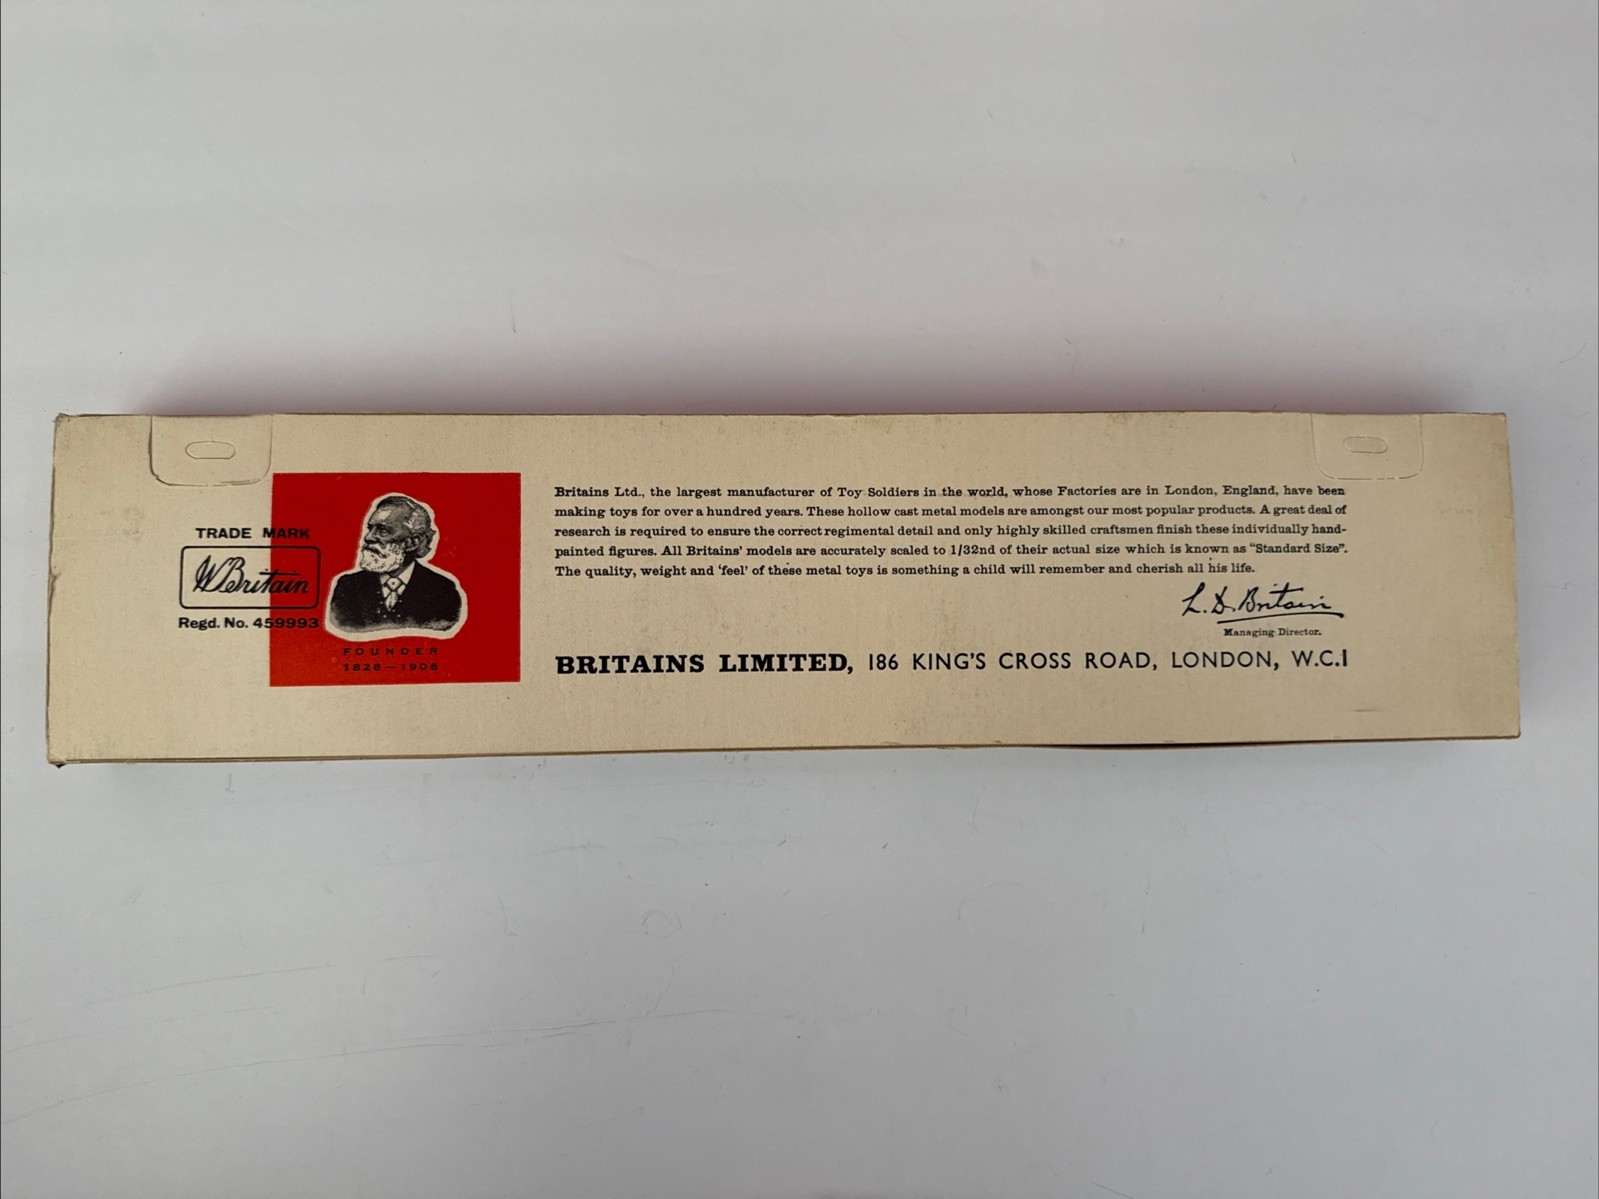 TRADE MARK
W Britain
Regd. No. 459993
FOUNDER
1828 – 1906
Britains Ltd., the largest manufacturer of Toy Soldiers in the world, whose Factories are in London, England, have been
making toys for over a hundred years. These hollow cast metal models are amongst our most popular products. A great deal of
research is required to ensure the correct regimental detail and only highly skilled craftsmen finish these individually hand-
painted figures. All Britains' models are accurately scaled to 1/32nd of their actual size which is known as "Standard Size".
The quality, weight and 'feel' of these metal toys is something a child will remember and cherish all his life.
L. D. Britain
Managing Director.
BRITAINS LIMITED, 186 KING'S CROSS ROAD, LONDON, W.C.1